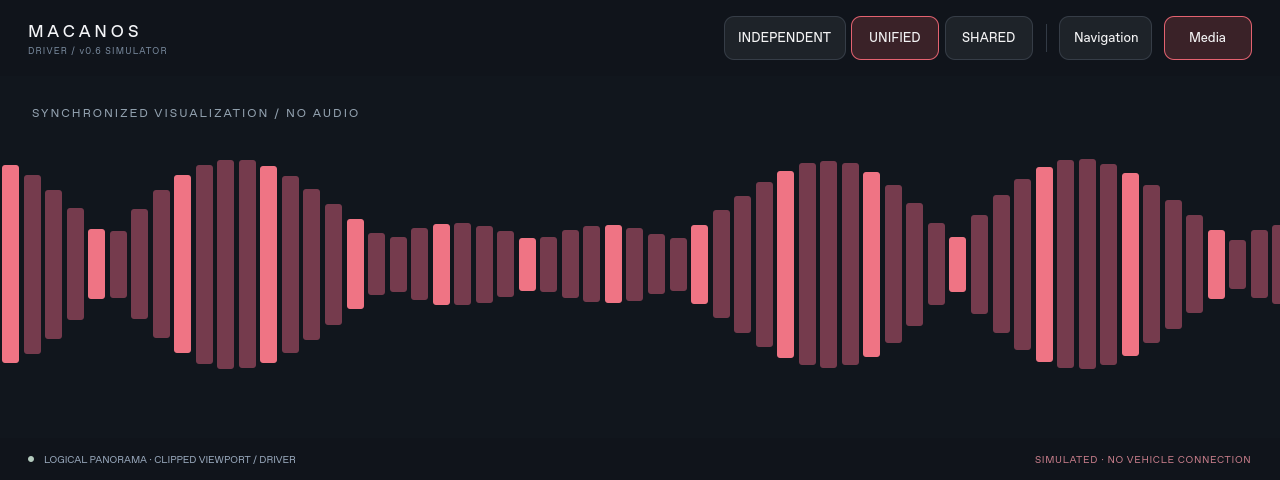 MACANOS
DRIVER / v0.6 SIMULATOR
INDEPENDENT
UNIFIED
SHARED
Navigation
Media
SYNCHRONIZED VISUALIZATION / NO AUDIO
LOGICAL PANORAMA · CLIPPED VIEWPORT / DRIVER
SIMULATED · NO VEHICLE CONNECTION